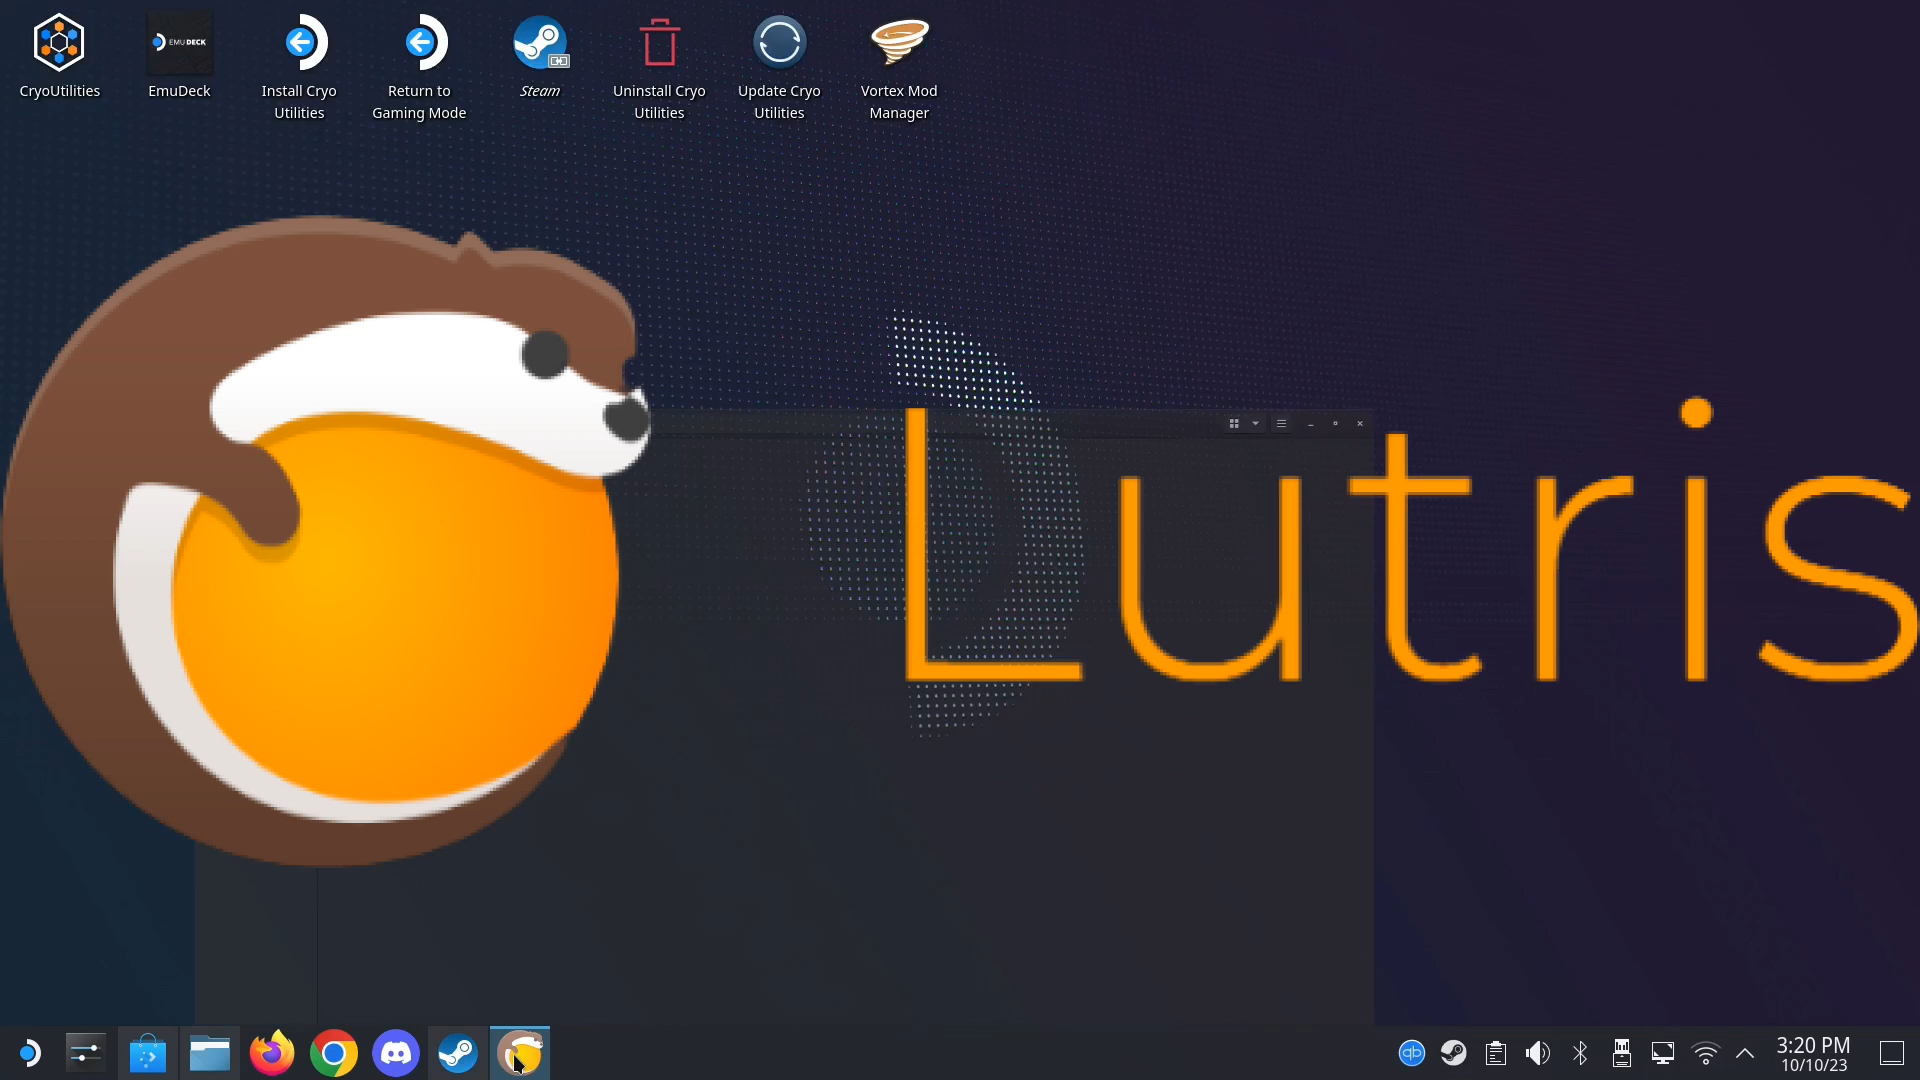 CryoUtilities
EMUDECK
EmuDeck
Install Cryo
Utilities
Return to
Gaming Mode
Steam
Uninstall Cryo
Utilities
Update Cryo
Utilities
Vortex Mod
Manager
Lutris
3:20 PM
10/10/23